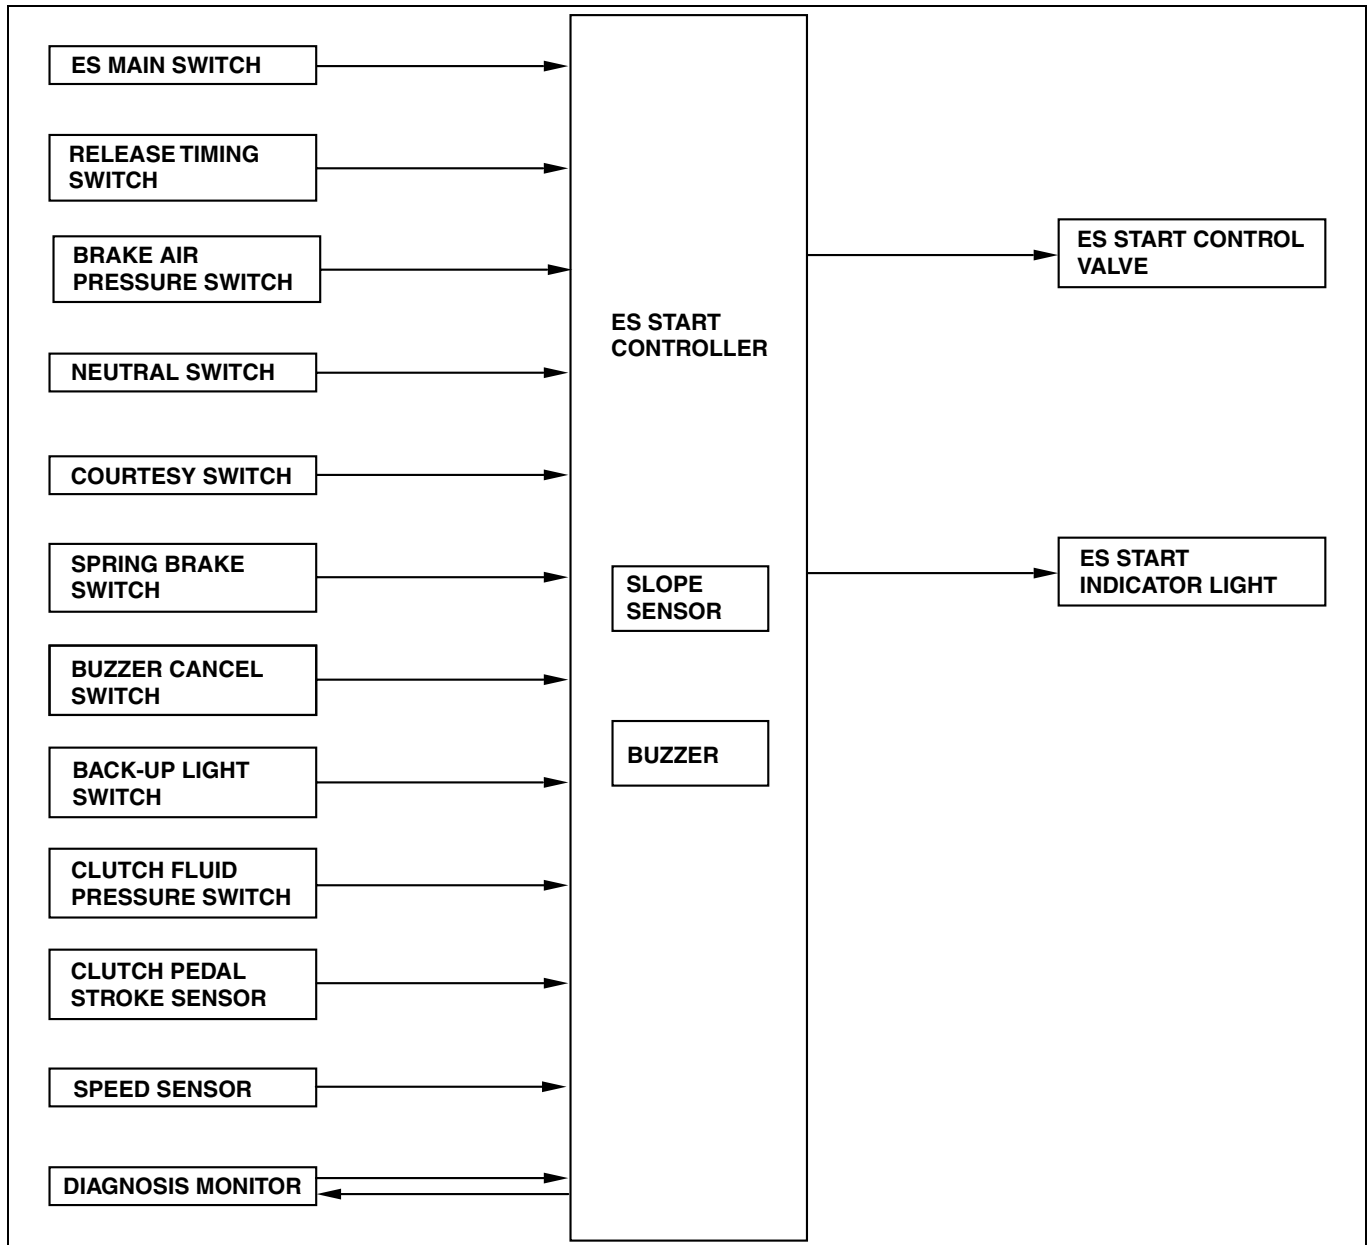 ES MAIN SWITCH
RELEASE TIMING
SWITCH
BRAKE AIR
PRESSURE SWITCH
NEUTRAL SWITCH
COURTESY SWITCH
SPRING BRAKE
SWITCH
BUZZER CANCEL
SWITCH
BACK-UP LIGHT
SWITCH
CLUTCH FLUID
PRESSURE SWITCH
CLUTCH PEDAL
STROKE SENSOR
SPEED SENSOR
DIAGNOSIS MONITOR
ES START
CONTROLLER
SLOPE
SENSOR
BUZZER
ES START CONTROL
VALVE
ES START
INDICATOR LIGHT